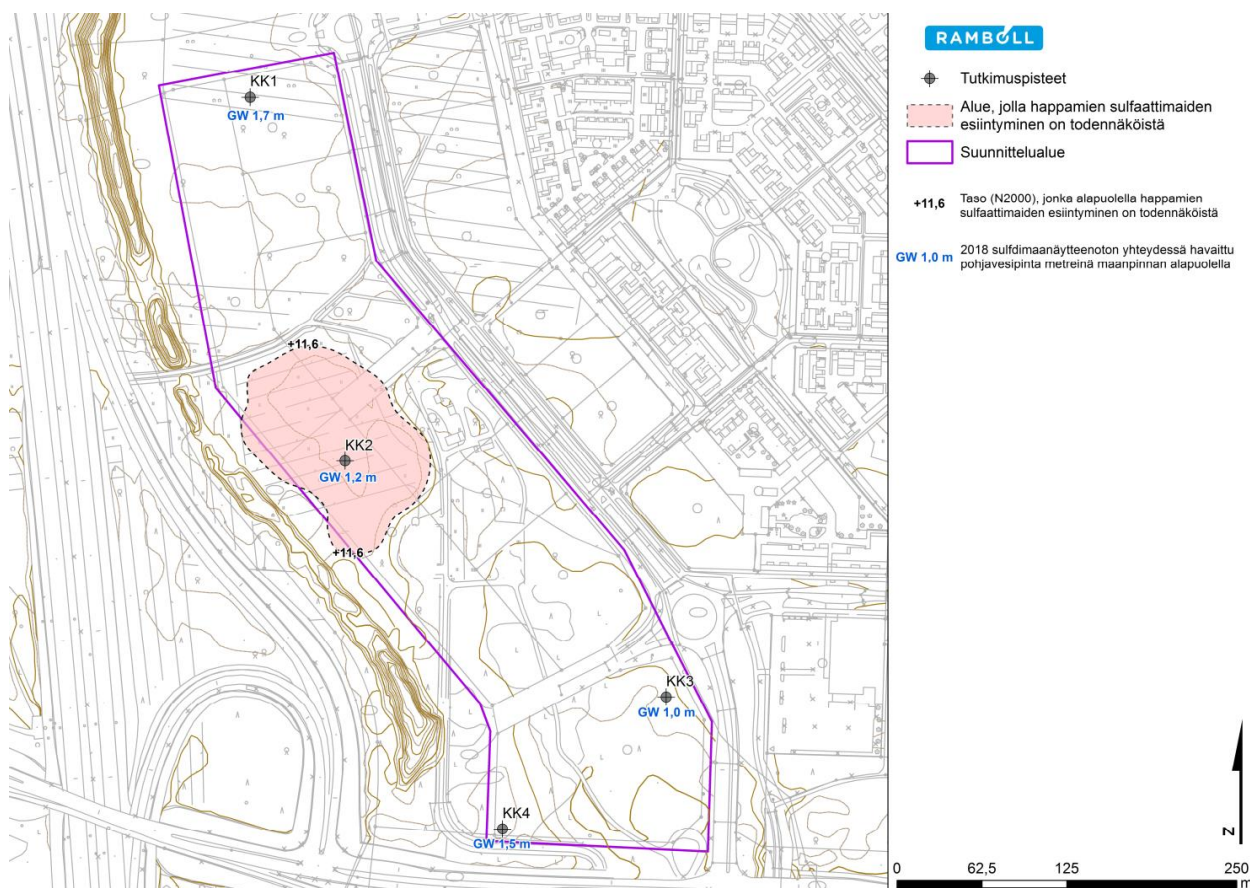 KK1
GW 1,7 m
+11,6
KK2
GW 1,2 m
+11,6
KK3
GW 1,0 m
KK4
GW 1,5 m
RAMBOLL
Tutkimuspisteet
Alue, jolla happamien sulfaattimaiden
esiintyminen on todennäköistä
Suunnittelualue
+11,6 Taso (N2000), jonka alapuolella happamien
sulfaattimaiden esiintyminen on todennäköistä
GW 1,0 m 2018 sulfdimaanäytteenoton yhteydessä havaittu
pohjavesipinta metreinä maanpinnan alapuolella
N
0 62,5 125 250
m